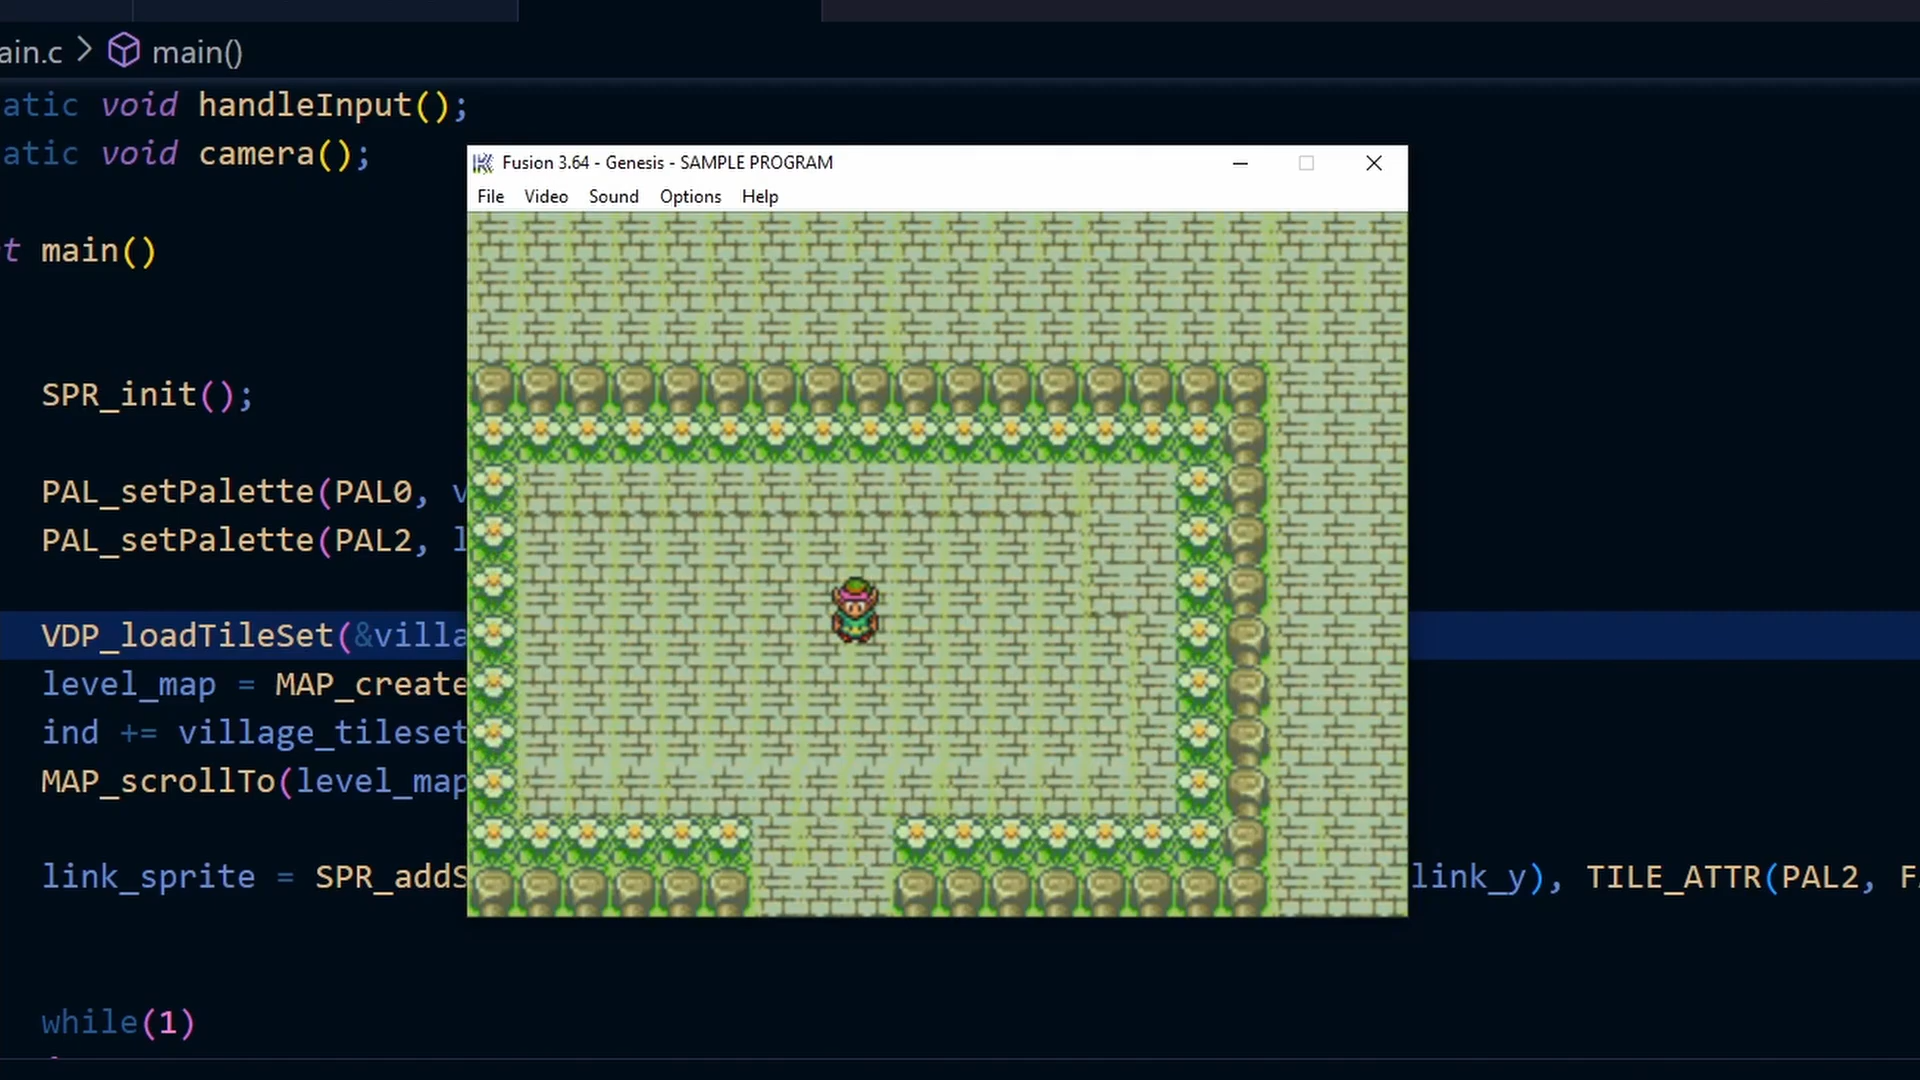 ain.c > main()
atic void handleInput();
atic void camera();
Fusion 3.64 - Genesis - SAMPLE PROGRAM
File Video Sound Options Help
t main()
SPR_init();
PAL_setPalette(PAL0, v
PAL_setPalette(PAL2, l
VDP_loadTileSet(&villa
level_map = MAP_create
ind += village_tileset
MAP_scrollTo(level_map
link_sprite = SPR_addS link_y), TILE_ATTR(PAL2, FA
while(1)